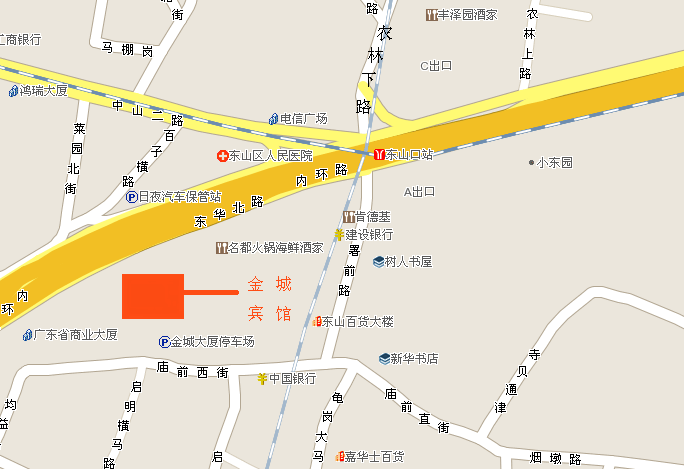 街
丰泽园酒家
农林上路
路
农林下路
工商银行
马棚岗
C出口
鸿瑞大厦
中山二路
电信广场
菜园北街
百子横路
东山区人民医院
东山口站
小东园
内环路
A出口
日夜汽车保管站
东华北路
肯德基
建设银行
名都火锅海鲜酒家
署前路
树人书屋
金城
宾馆
内环
东山百货大楼
广东省商业大厦
金城大厦停车场
新华书店
庙前西街
中国银行
寺贝通津
启明横马路
龟岗大马
庙前直街
均益
启
嘉华士百货
烟墩路